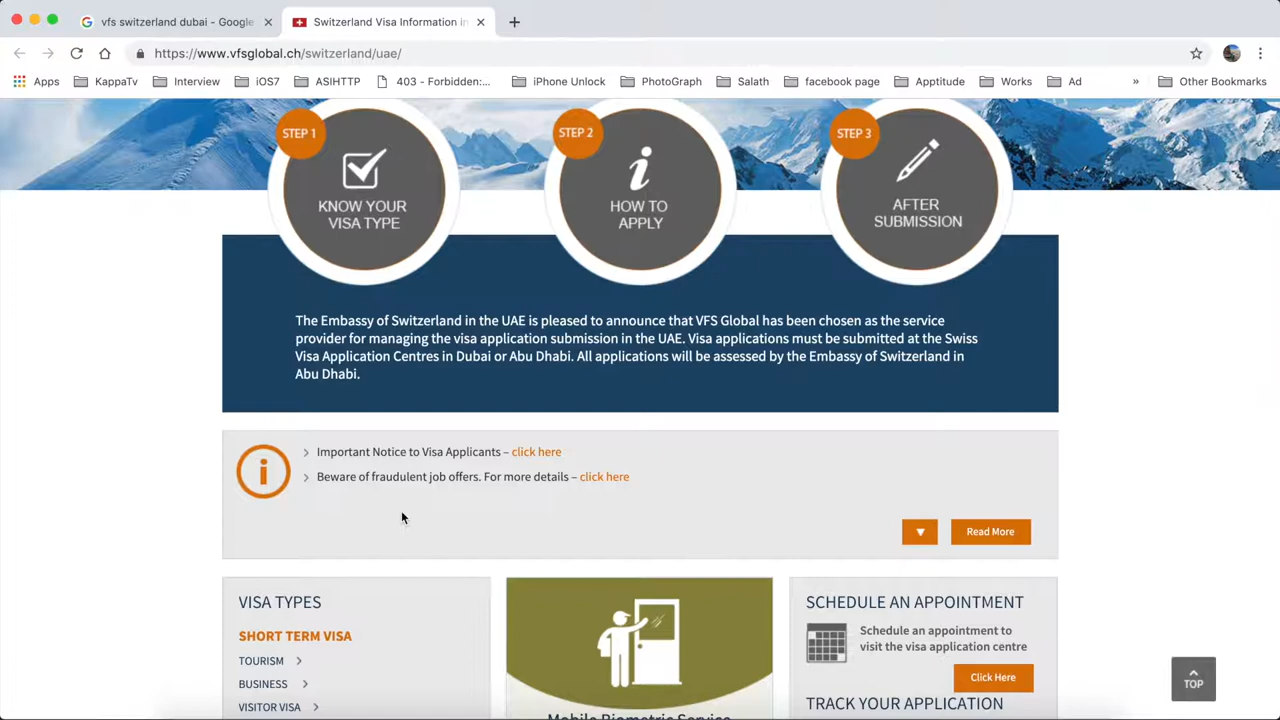 vfs switzerland dubai - Google
Switzerland Visa Information in
https://www.vfsglobal.ch/switzerland/uae/
Apps
KappaTv
Interview
iOS7
ASIHTTP
403 - Forbidden:...
iPhone Unlock
PhotoGraph
Salath
facebook page
Apptitude
Works
Ad
»
Other Bookmarks
STEP 1
KNOW YOUR
VISA TYPE
STEP 2
HOW TO
APPLY
STEP 3
AFTER
SUBMISSION
The Embassy of Switzerland in the UAE is pleased to announce that VFS Global has been chosen as the service
provider for managing the visa application submission in the UAE. Visa applications must be submitted at the Swiss
Visa Application Centres in Dubai or Abu Dhabi. All applications will be assessed by the Embassy of Switzerland in
Abu Dhabi.
Important Notice to Visa Applicants – click here
Beware of fraudulent job offers. For more details – click here
Read More
VISA TYPES
SHORT TERM VISA
TOURISM
BUSINESS
VISITOR VISA
Mobile Biometric Service
SCHEDULE AN APPOINTMENT
Schedule an appointment to
visit the visa application centre
Click Here
TRACK YOUR APPLICATION
TOP